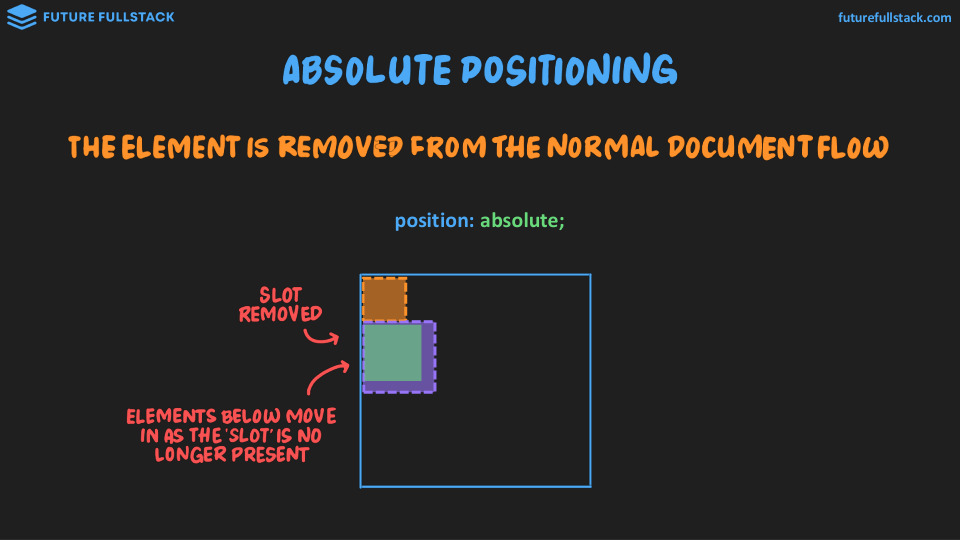 FUTURE FULLSTACK
futurefullstack.com
ABSOLUTE POSITIONING
THE ELEMENT IS REMOVED FROM THE NORMAL DOCUMENT FLOW
position: absolute;
SLOT
REMOVED
ELEMENTS BELOW MOVE
IN AS THE 'SLOT' IS NO
LONGER PRESENT